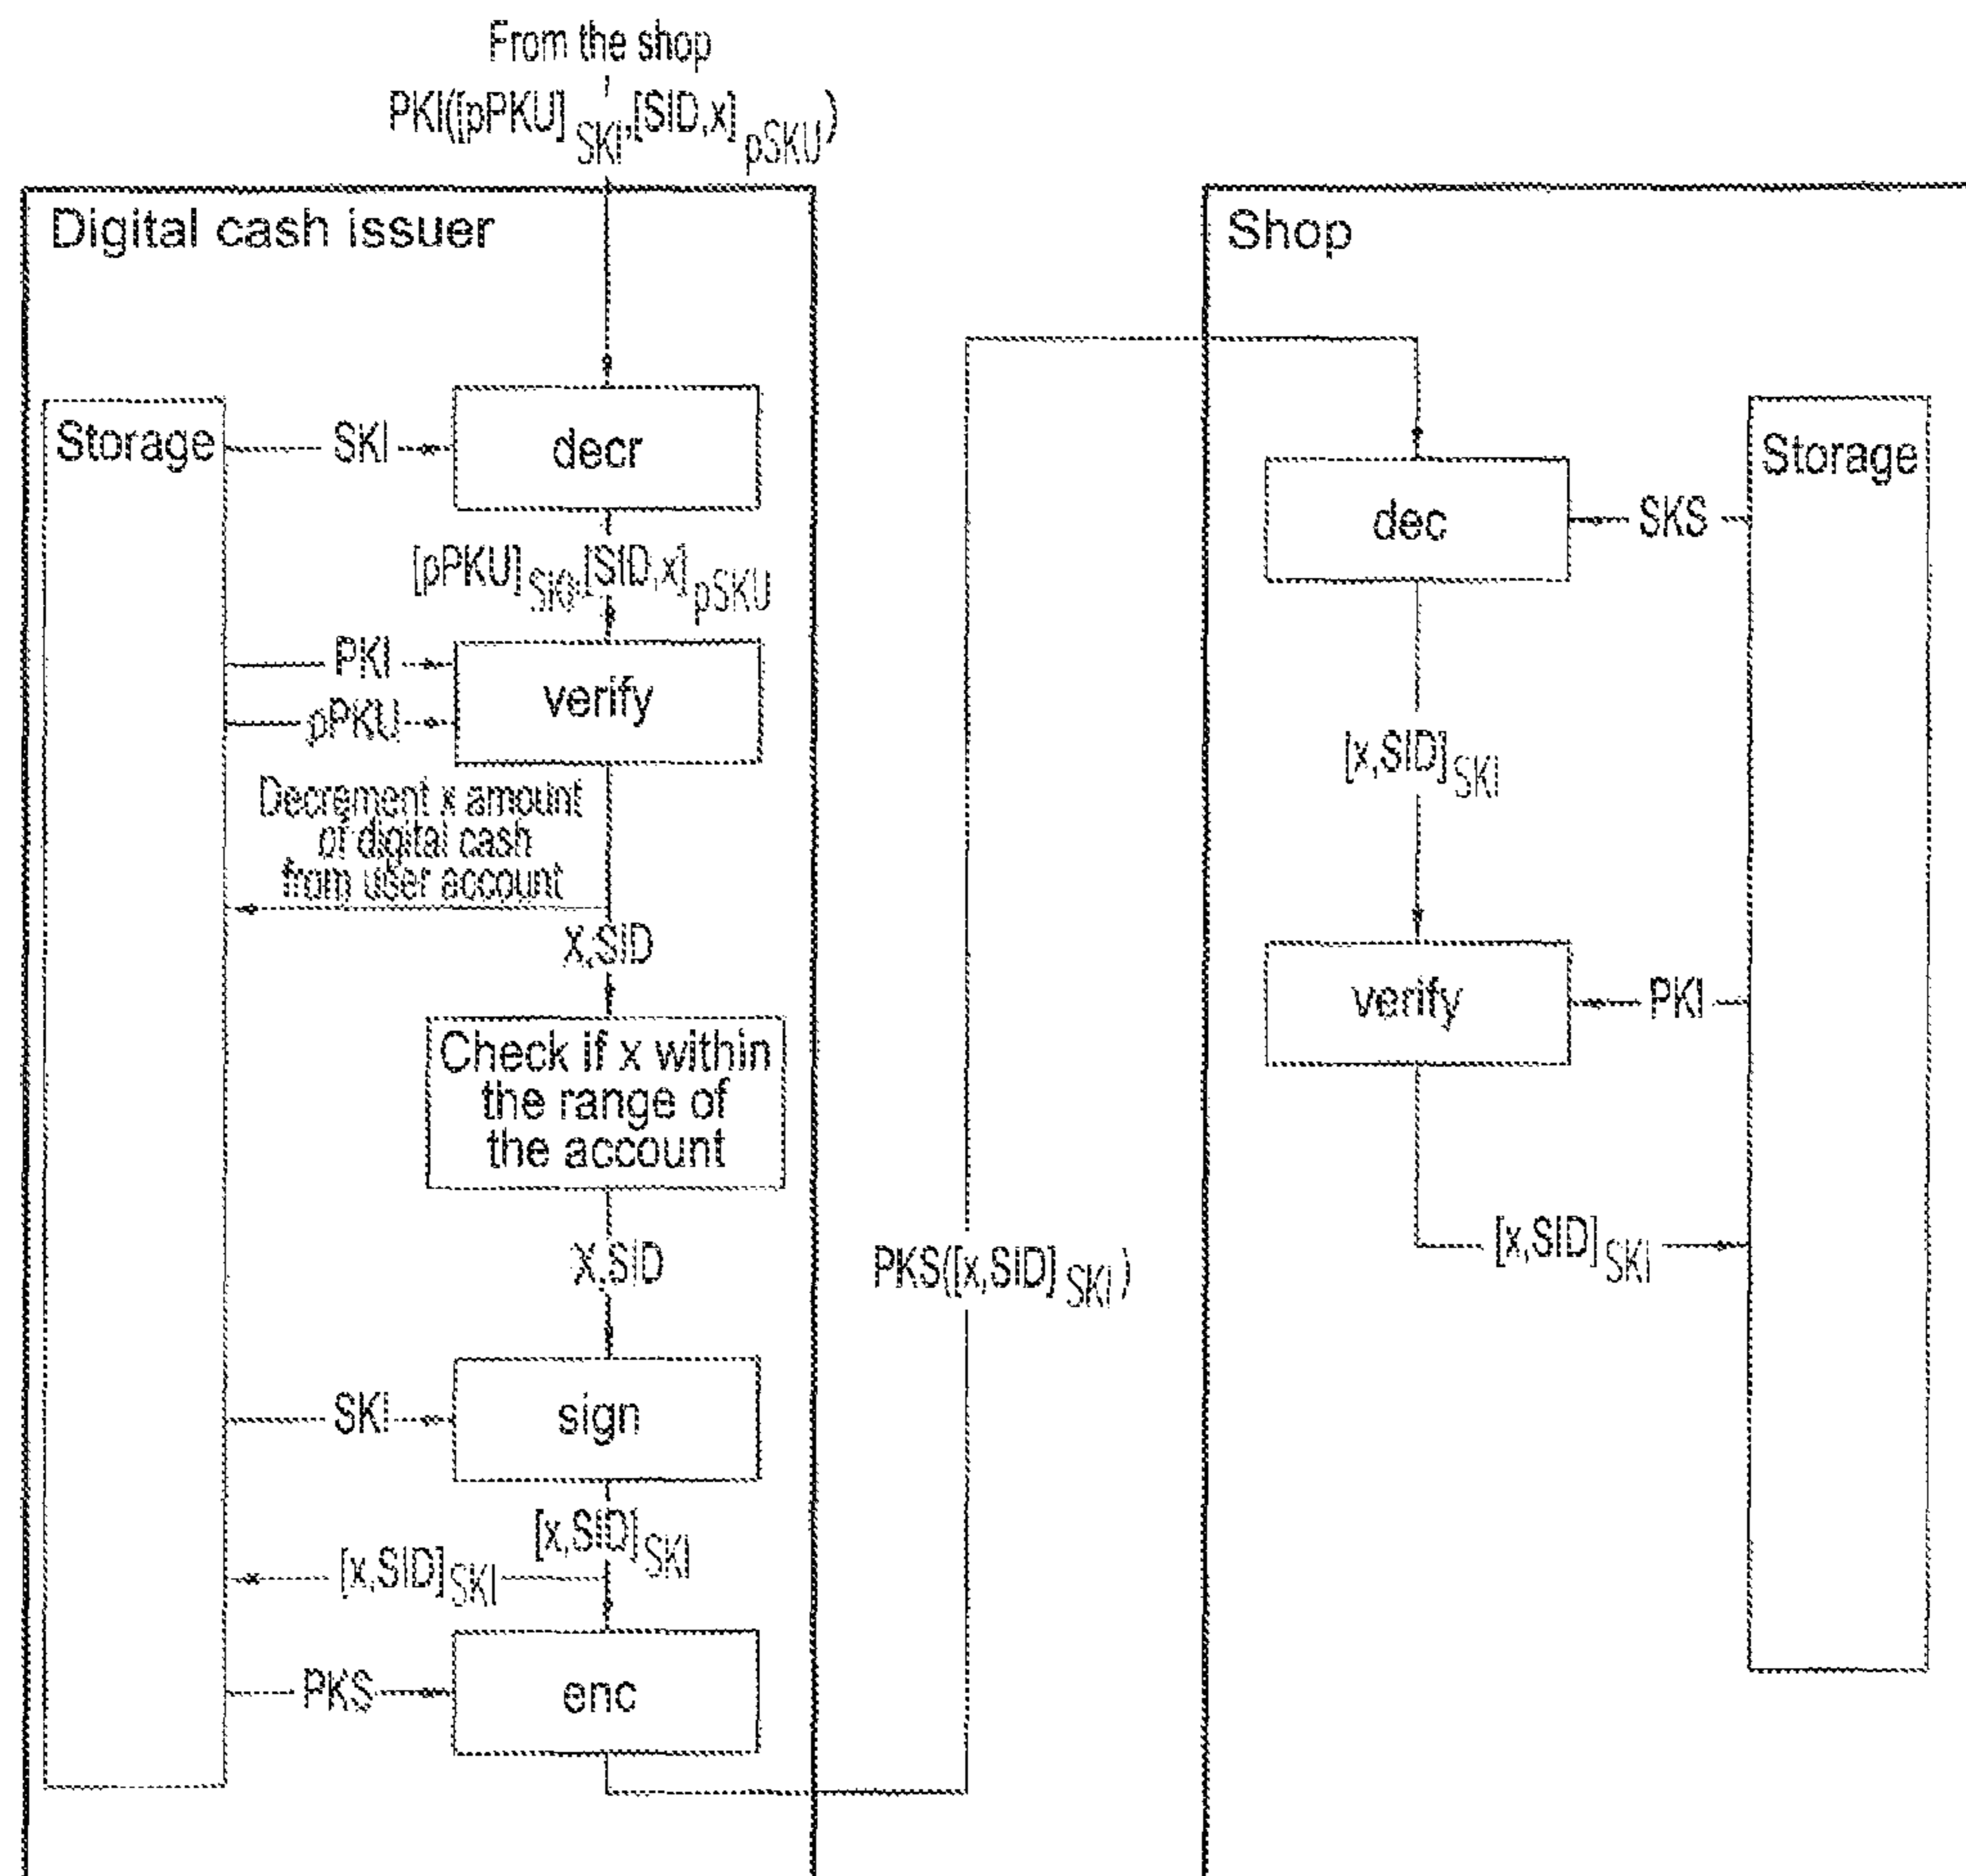 From the shop
PKI([pPKU]SKI,[SID,x]pSKU)
Digital cash issuer
Storage
SKI
decr
[pPKU]SKI,[SID,x]pSKU
PKI
pPKU
verify
Decrement x amount
of digital cash
from user account
X,SID
Check if x within
the range of
the account
X,SID
SKI
sign
[x,SID]SKI
[x,SID]SKI
PKS
enc
PKS([x,SID]SKI)
Shop
Storage
dec
SKS
[x,SID]SKI
verify
PKI
[x,SID]SKI